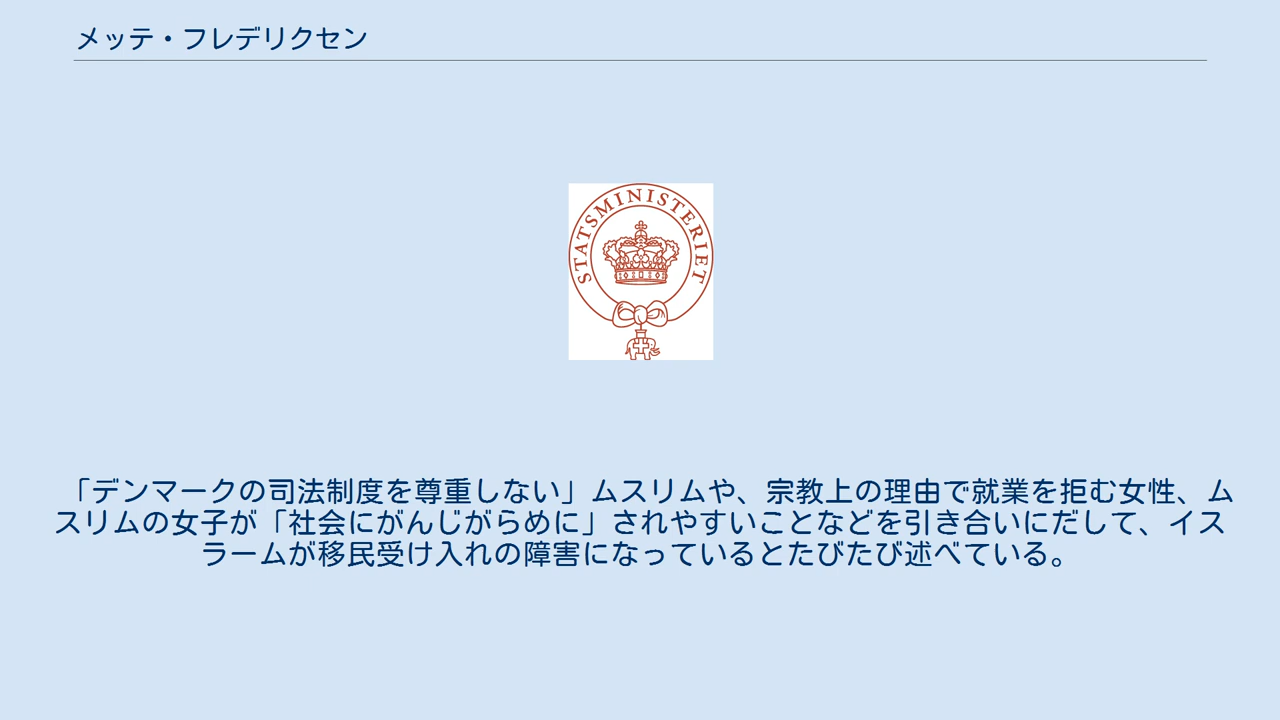 メッテ・フレデリクセン
STATSMINISTERIET
「デンマークの司法制度を尊重しない」ムスリムや、宗教上の理由で就業を拒む女性、ム
スリムの女子が「社会にがんじがらめに」されやすいことなどを引き合いにだして、イス
ラームが移民受け入れの障害になっているとたびたび述べている。